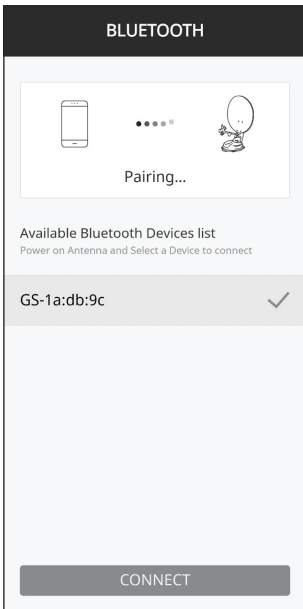 BLUETOOTH
Pairing...
Available Bluetooth Devices list
Power on Antenna and Select a Device to connect
GS-1a:db:9c
CONNECT